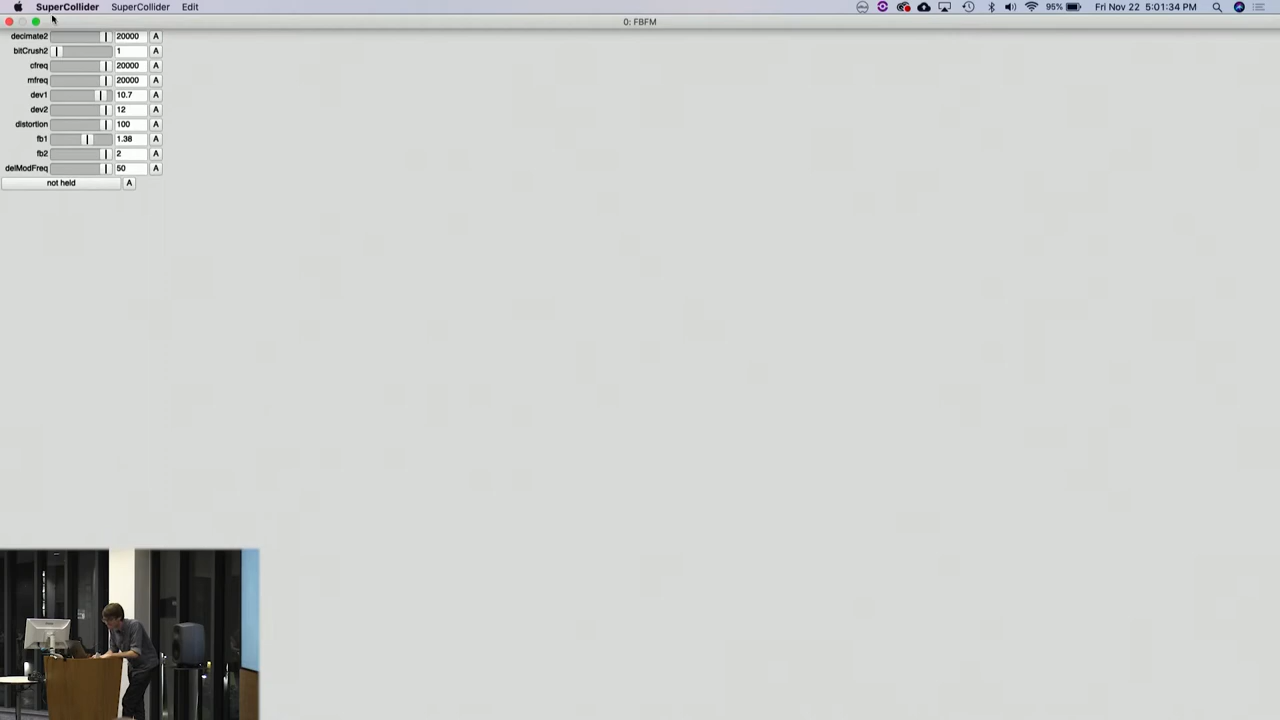 SuperCollider SuperCollider Edit 95% Fri Nov 22 5:01:34 PM
0: FBFM
decimate2 20000 A
bitCrush2 1 A
cfreq 20000 A
mfreq 20000 A
dev1 10.7 A
dev2 12 A
distortion 100 A
fb1 1.38 A
fb2 2 A
delModFreq 50 A
not held A